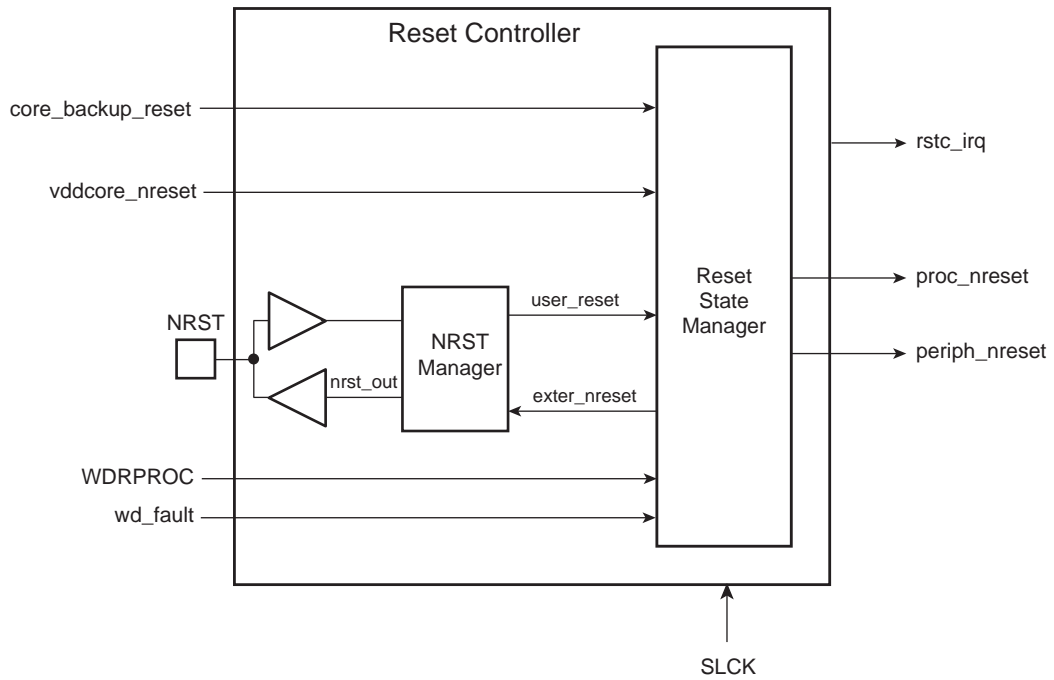 Reset Controller
core_backup_reset
rstc_irq
vddcore_nreset
Reset
State
Manager
proc_nreset
user_reset
NRST
NRST
Manager
periph_nreset
nrst_out
exter_nreset
WDRPROC
wd_fault
SLCK